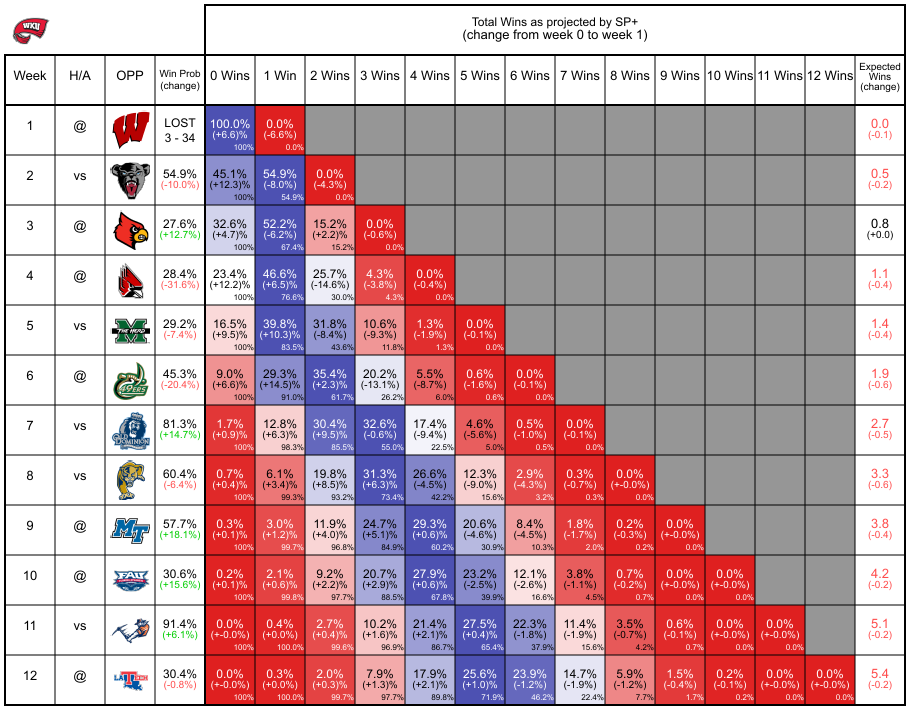 WKU
Total Wins as projected by SP+
(change from week 0 to week 1)
Week H/A OPP Win Prob (change) 0 Wins 1 Win 2 Wins 3 Wins 4 Wins 5 Wins 6 Wins 7 Wins 8 Wins 9 Wins 10 Wins 11 Wins 12 Wins Expected Wins (change)
1 @ W LOST 100.0% 0.0% 0.0
3 - 34 (+6.6)% (-6.6%) (-0.1)
100% 0.0%
2 vs 54.9% 45.1% 54.9% 0.0% 0.5
(-10.0%) (+12.3)% (-8.0%) (-4.3%) (-0.2)
100% 54.9% 0.0%
3 @ 27.6% 32.6% 52.2% 15.2% 0.0% 0.8
(+12.7%) (+4.7)% (-6.2%) (+2.2)% (-0.6%) (+0.0)
100% 67.4% 15.2% 0.0%
4 @ 28.4% 23.4% 46.6% 25.7% 4.3% 0.0% 1.1
(-31.6%) (+12.2)% (+6.5)% (-14.6%) (-3.8%) (-0.4%) (-0.4)
100% 76.6% 30.0% 4.3% 0.0%
5 vs M THE HERD 29.2% 16.5% 39.8% 31.8% 10.6% 1.3% 0.0% 1.4
(-7.4%) (+9.5)% (+10.3)% (-8.4%) (-9.3%) (-1.9%) (-0.1%) (-0.4)
100% 83.5% 43.6% 11.8% 1.3% 0.0%
6 @ 49ERS 45.3% 9.0% 29.3% 35.4% 20.2% 5.5% 0.6% 0.0% 1.9
(-20.4%) (+6.6)% (+14.5)% (+2.3)% (-13.1%) (-8.7%) (-1.6%) (-0.1%) (-0.6)
100% 91.0% 61.7% 26.2% 6.0% 0.6% 0.0%
7 vs OLD DOMINION 81.3% 1.7% 12.8% 30.4% 32.6% 17.4% 4.6% 0.5% 0.0% 2.7
(+14.7%) (+0.9)% (+6.3)% (+9.5)% (-0.6%) (-9.4%) (-5.6%) (-1.0%) (-0.1%) (-0.5)
100% 98.3% 85.5% 55.0% 22.5% 5.0% 0.5% 0.0%
8 vs 60.4% 0.7% 6.1% 19.8% 31.3% 26.6% 12.3% 2.9% 0.3% 0.0% 3.3
(-6.4%) (+0.4)% (+3.4)% (+8.5)% (+6.3)% (-4.5%) (-9.0%) (-4.3%) (-0.7%) (+-0.0%) (-0.6)
100% 99.3% 93.2% 73.4% 42.2% 15.6% 3.2% 0.3% 0.0%
9 @ MT 57.7% 0.3% 3.0% 11.9% 24.7% 29.3% 20.6% 8.4% 1.8% 0.2% 0.0% 3.8
(+18.1%) (+0.1)% (+1.2)% (+4.0)% (+5.1)% (+0.6)% (-4.6%) (-4.5%) (-1.7%) (-0.3%) (+-0.0%) (-0.4)
100% 99.7% 96.8% 84.9% 60.2% 30.9% 10.3% 2.0% 0.2% 0.0%
10 @ FAU 30.6% 0.2% 2.1% 9.2% 20.7% 27.9% 23.2% 12.1% 3.8% 0.7% 0.0% 0.0% 4.2
(+15.6%) (+0.1)% (+0.6)% (+2.2)% (+2.9)% (+0.6)% (-2.5%) (-2.6%) (-1.1%) (-0.2%) (+-0.0%) (+-0.0%) (-0.2)
100% 99.8% 97.7% 88.5% 67.8% 39.9% 16.6% 4.5% 0.7% 0.0% 0.0%
11 vs 91.4% 0.0% 0.4% 2.7% 10.2% 21.4% 27.5% 22.3% 11.4% 3.5% 0.6% 0.0% 0.0% 5.1
(+6.1%) (+-0.0%) (+0.0)% (+0.4)% (+1.6)% (+2.1)% (+0.4)% (-1.8%) (-1.9%) (-0.7%) (-0.1%) (+-0.0%) (+-0.0%) (-0.2)
100% 100.0% 99.6% 96.9% 86.7% 65.4% 37.9% 15.6% 4.2% 0.7% 0.0% 0.0%
12 @ LA TECH 30.4% 0.0% 0.3% 2.0% 7.9% 17.9% 25.6% 23.9% 14.7% 5.9% 1.5% 0.2% 0.0% 0.0% 5.4
(-0.8%) (+-0.0%) (+0.0)% (+0.3)% (+1.3)% (+2.1)% (+1.0)% (-1.2%) (-1.9%) (-1.2%) (-0.4%) (-0.1%) (+-0.0%) (+-0.0%) (-0.2)
100% 100.0% 99.7% 97.7% 89.8% 71.9% 46.2% 22.4% 7.7% 1.7% 0.2% 0.0% 0.0%